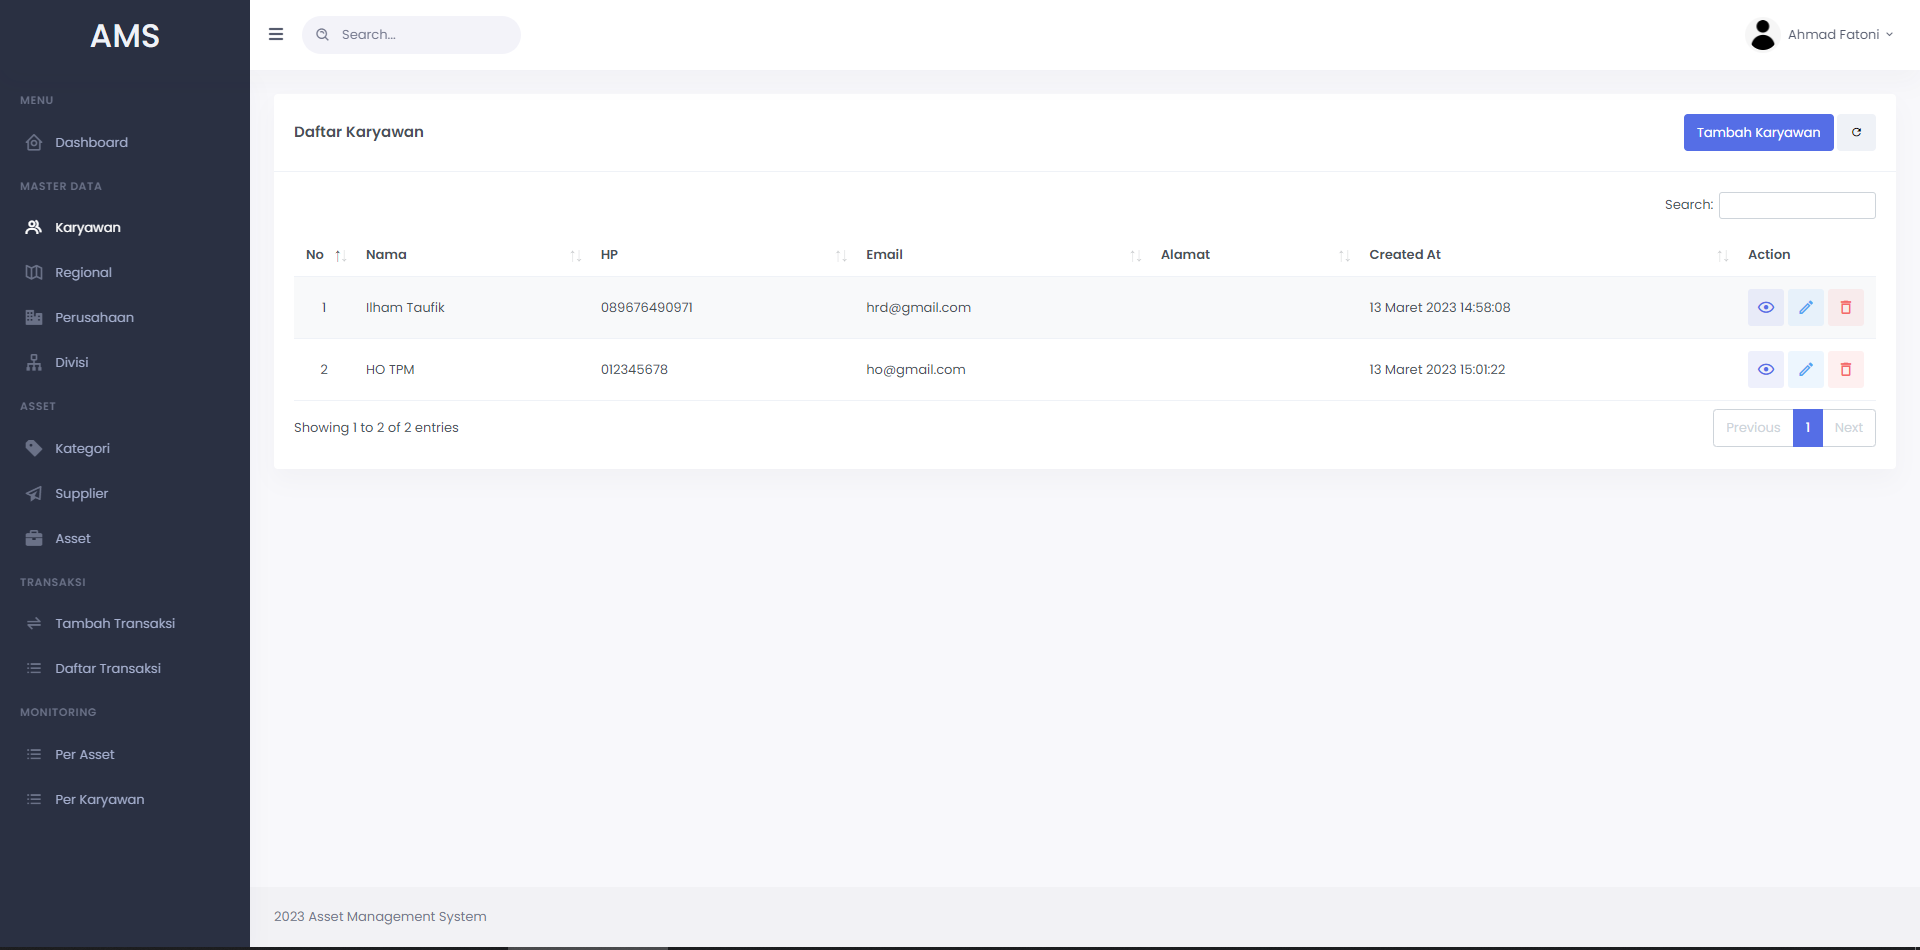 AMS
Search...
Ahmad Fatoni
MENU
Dashboard
MASTER DATA
Karyawan
Regional
Perusahaan
Divisi
ASSET
Kategori
Supplier
Asset
TRANSAKSI
Tambah Transaksi
Daftar Transaksi
MONITORING
Per Asset
Per Karyawan
Daftar Karyawan
Tambah Karyawan
Search:
No Nama HP Email Alamat Created At Action
1 Ilham Taufik 089676490971 hrd@gmail.com 13 Maret 2023 14:58:08
2 HO TPM 012345678 ho@gmail.com 13 Maret 2023 15:01:22
Showing 1 to 2 of 2 entries
Previous 1 Next
2023 Asset Management System